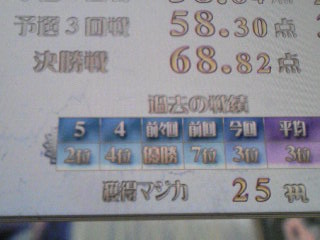 予選3回戦 58.30点
決勝戦 68.82点
過去の戦績
5 4 前々回 前回 今回 平均
2位 4位 優勝 7位 3位 3位
獲得マジカ 25